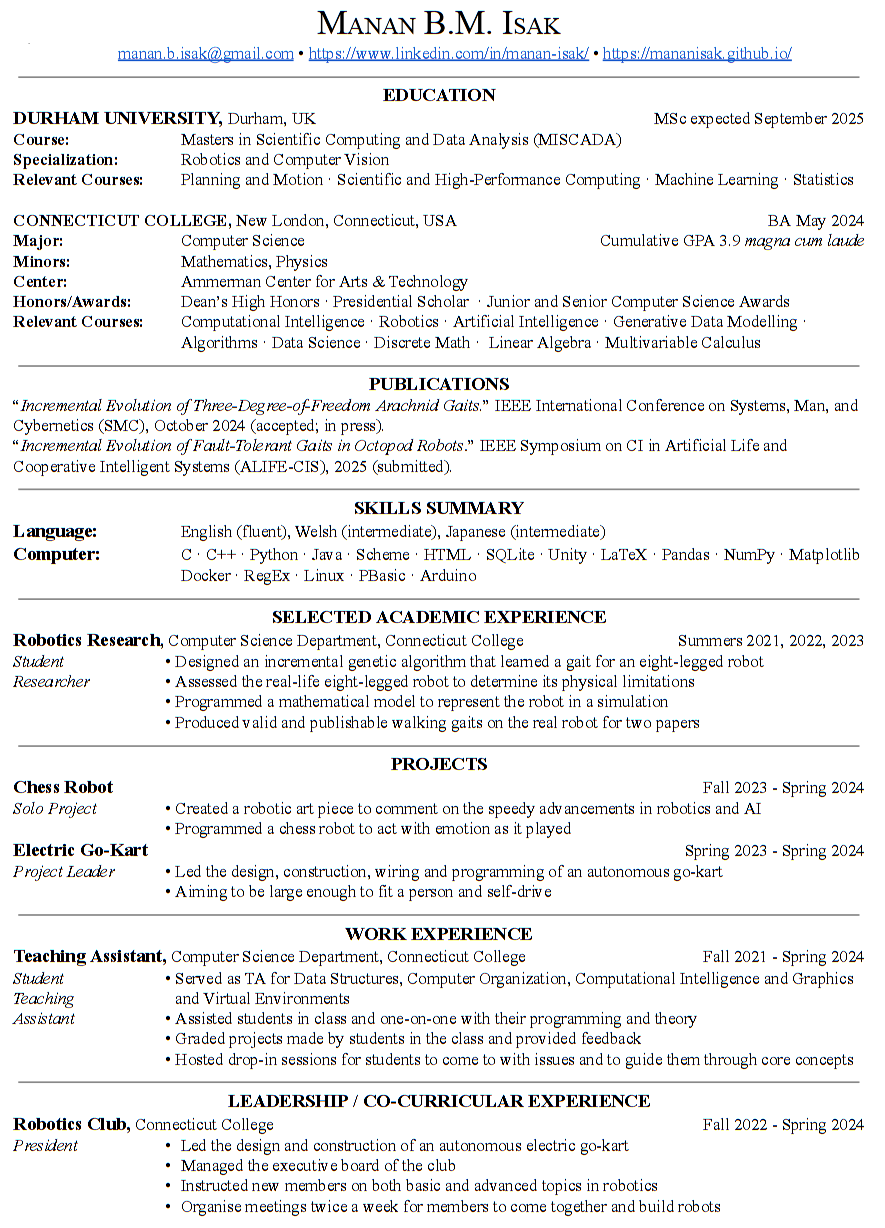 MANAN B.M. ISAK
manan.b.isak@gmail.com • https://www.linkedin.com/in/manan-isak/ • https://mananisak.github.io/
EDUCATION
DURHAM UNIVERSITY, Durham, UK MSc expected September 2025
Course: Masters in Scientific Computing and Data Analysis (MISCADA)
Specialization: Robotics and Computer Vision
Relevant Courses: Planning and Motion · Scientific and High-Performance Computing · Machine Learning · Statistics
CONNECTICUT COLLEGE, New London, Connecticut, USA BA May 2024
Major: Computer Science Cumulative GPA 3.9 magna cum laude
Minors: Mathematics, Physics
Center: Ammerman Center for Arts & Technology
Honors/Awards: Dean's High Honors · Presidential Scholar · Junior and Senior Computer Science Awards
Relevant Courses: Computational Intelligence · Robotics · Artificial Intelligence · Generative Data Modelling ·
Algorithms · Data Science · Discrete Math · Linear Algebra · Multivariable Calculus
PUBLICATIONS
“Incremental Evolution of Three-Degree-of-Freedom Arachnid Gaits.” IEEE International Conference on Systems, Man, and
Cybernetics (SMC), October 2024 (accepted; in press).
“Incremental Evolution of Fault-Tolerant Gaits in Octopod Robots.” IEEE Symposium on CI in Artificial Life and
Cooperative Intelligent Systems (ALIFE-CIS), 2025 (submitted).
SKILLS SUMMARY
Language: English (fluent), Welsh (intermediate), Japanese (intermediate)
Computer: C · C++ · Python · Java · Scheme · HTML · SQLite · Unity · LaTeX · Pandas · NumPy · Matplotlib
Docker · RegEx · Linux · PBasic · Arduino
SELECTED ACADEMIC EXPERIENCE
Robotics Research, Computer Science Department, Connecticut College Summers 2021, 2022, 2023
Student • Designed an incremental genetic algorithm that learned a gait for an eight-legged robot
Researcher • Assessed the real-life eight-legged robot to determine its physical limitations
• Programmed a mathematical model to represent the robot in a simulation
• Produced valid and publishable walking gaits on the real robot for two papers
PROJECTS
Chess Robot Fall 2023 - Spring 2024
Solo Project • Created a robotic art piece to comment on the speedy advancements in robotics and AI
• Programmed a chess robot to act with emotion as it played
Electric Go-Kart Spring 2023 - Spring 2024
Project Leader • Led the design, construction, wiring and programming of an autonomous go-kart
• Aiming to be large enough to fit a person and self-drive
WORK EXPERIENCE
Teaching Assistant, Computer Science Department, Connecticut College Fall 2021 - Spring 2024
Student • Served as TA for Data Structures, Computer Organization, Computational Intelligence and Graphics
Teaching and Virtual Environments
Assistant • Assisted students in class and one-on-one with their programming and theory
• Graded projects made by students in the class and provided feedback
• Hosted drop-in sessions for students to come to with issues and to guide them through core concepts
LEADERSHIP / CO-CURRICULAR EXPERIENCE
Robotics Club, Connecticut College Fall 2022 - Spring 2024
President • Led the design and construction of an autonomous electric go-kart
• Managed the executive board of the club
• Instructed new members on both basic and advanced topics in robotics
• Organise meetings twice a week for members to come together and build robots